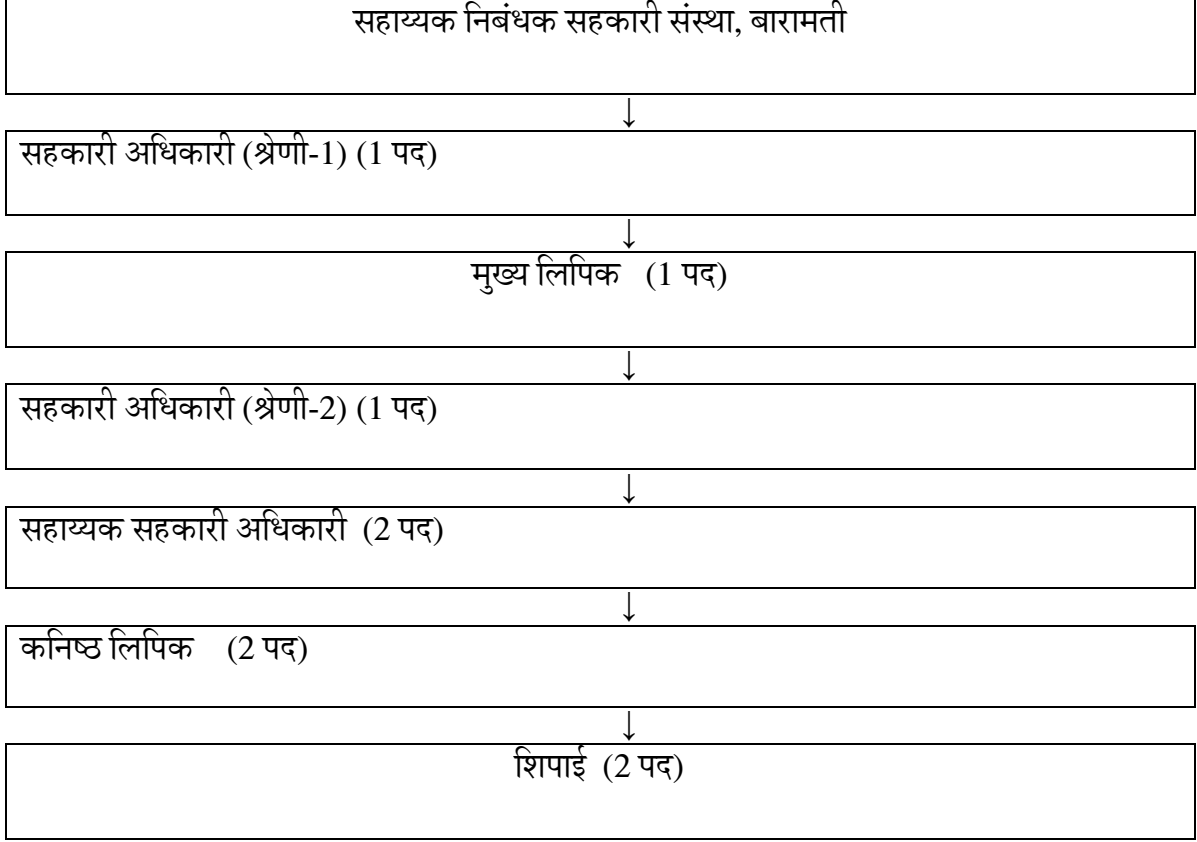 सहाय्यक निबंधक सहकारी संस्था, बारामती
↓
सहकारी अधिकारी (श्रेणी-1) (1 पद)
↓
मुख्य लिपिक (1 पद)
↓
सहकारी अधिकारी (श्रेणी-2) (1 पद)
↓
सहाय्यक सहकारी अधिकारी (2 पद)
↓
कनिष्ठ लिपिक (2 पद)
↓
शिपाई (2 पद)